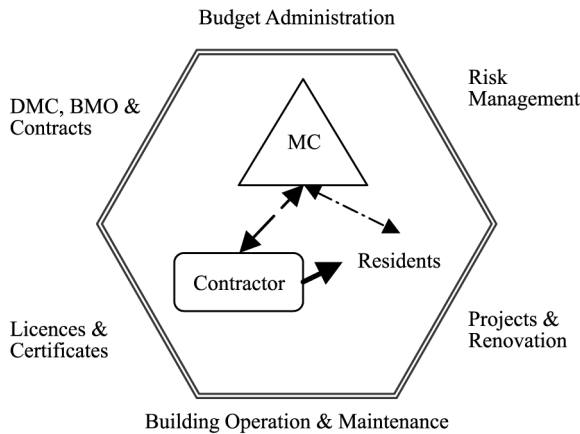 Budget Administration
DMC, BMO &
Contracts
Risk
Management
MC
Contractor
Residents
Licences &
Certificates
Projects &
Renovation
Building Operation & Maintenance